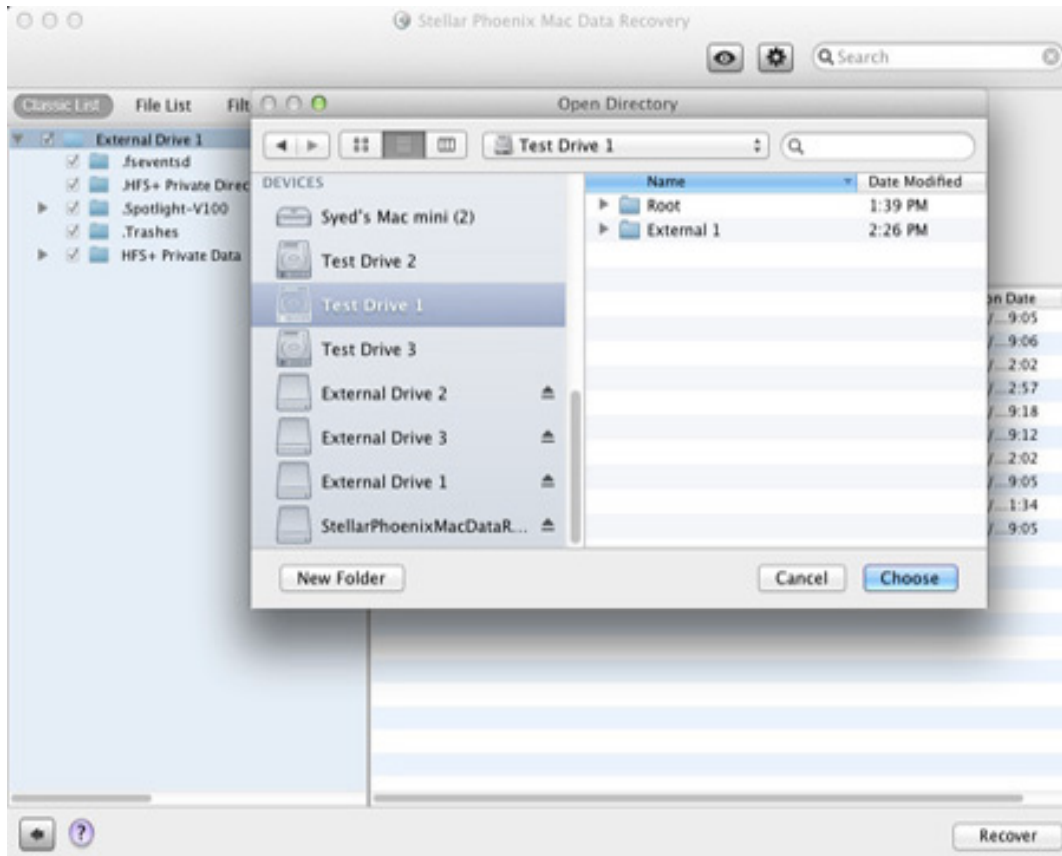 Stellar Phoenix Mac Data Recovery
Search
Classic List File List Filt
Open Directory
Test Drive 1
External Drive 1
.fseventsd
.HFS+ Private Direc
.Spotlight-V100
.Trashes
HFS+ Private Data
DEVICES
Syed's Mac mini (2)
Test Drive 2
Test Drive 1
Test Drive 3
External Drive 2
External Drive 3
External Drive 1
StellarPhoenixMacDataR...
Name Date Modified
Root 1:39 PM
External 1 2:26 PM
on Date
/...9:05
/...9:06
/...2:02
/...2:57
/...9:18
/...9:12
/...2:02
/...9:05
/...1:34
/...9:05
New Folder Cancel Choose
? Recover